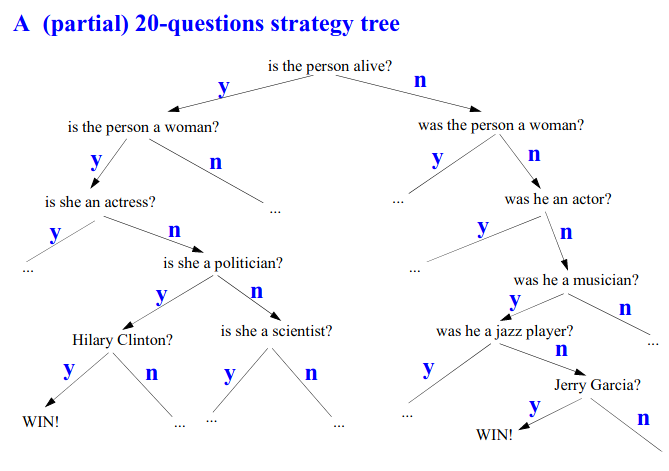 A (partial) 20-questions strategy tree
is the person alive?
y
n
is the person a woman?
was the person a woman?
y
n
y
n
is she an actress?
...
...
was he an actor?
y
n
y
n
...
is she a politician?
...
was he a musician?
y
n
y
n
Hilary Clinton?
is she a scientist?
was he a jazz player?
...
y
n
y
n
y
n
Jerry Garcia?
WIN!
...
...
...
...
y
n
WIN!